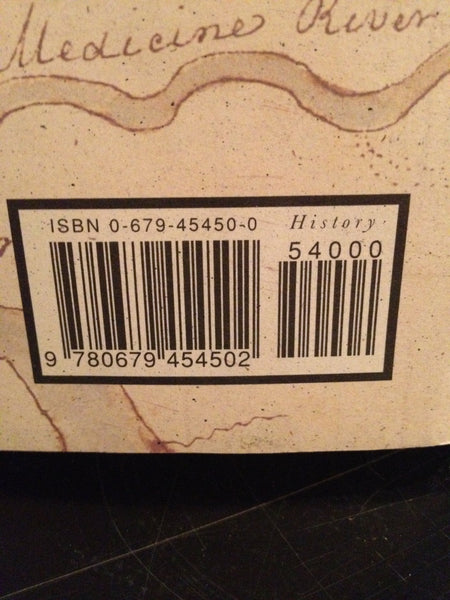 Medicine River
ISBN 0-679-45450-0 History
54000
9 780679 454502